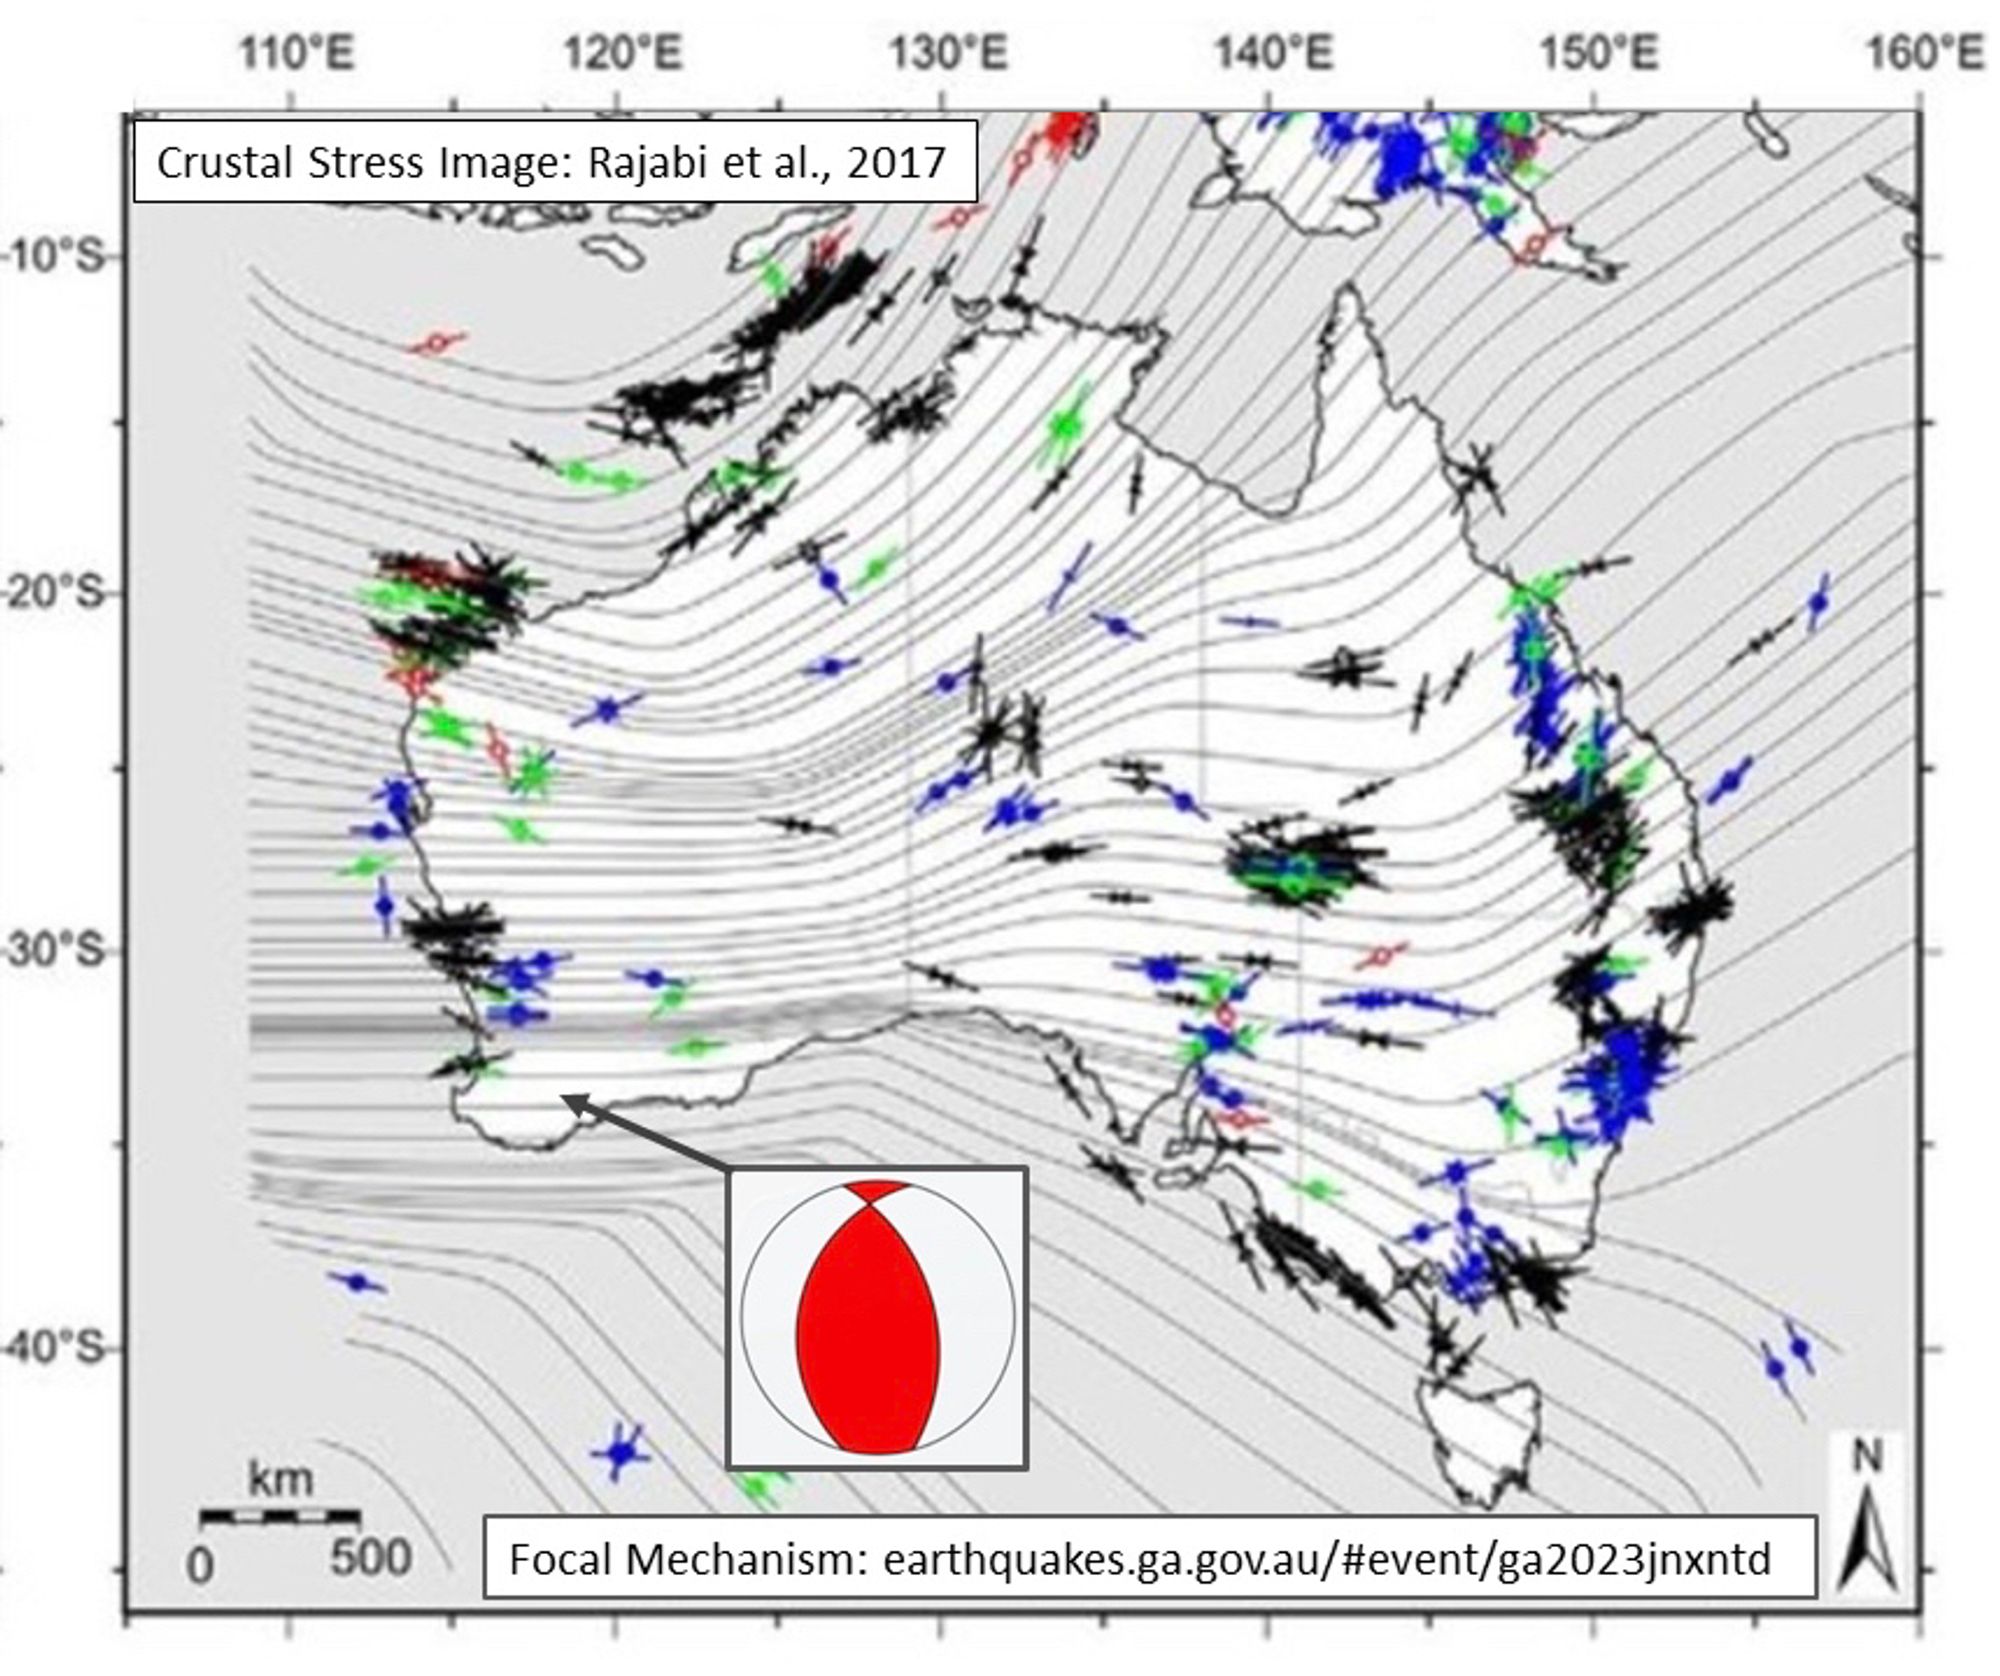 110°E 120°E 130°E 140°E 150°E 160°E
Crustal Stress Image: Rajabi et al., 2017
10°S
20°S
30°S
40°S
N
km
0 500
Focal Mechanism: earthquakes.ga.gov.au/#event/ga2023jnxntd